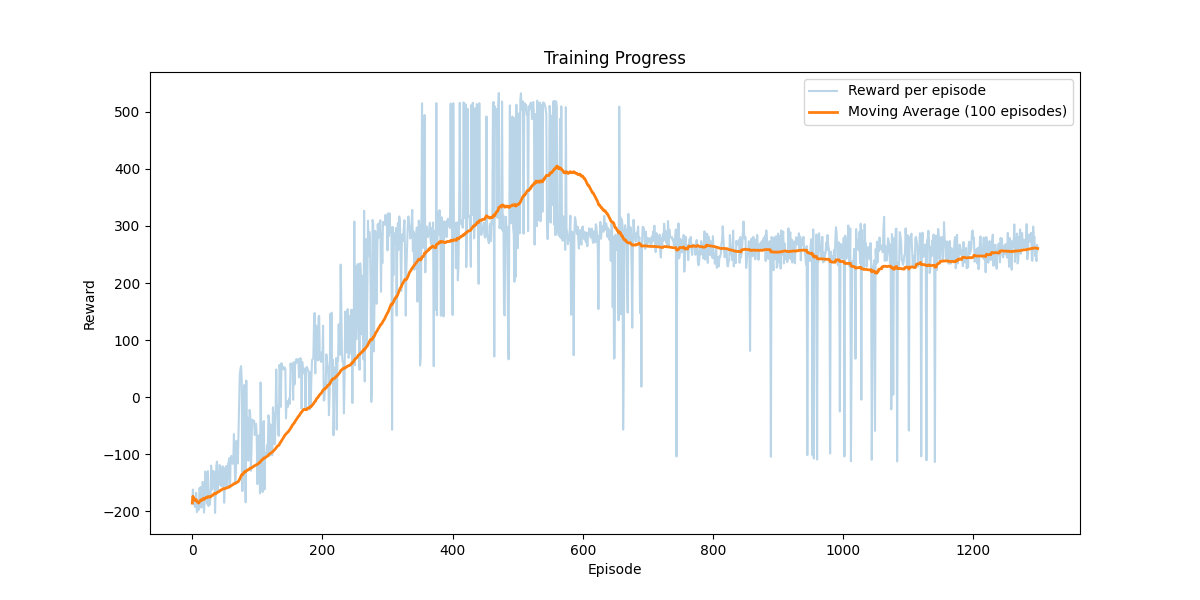 Training Progress
Reward per episode
Moving Average (100 episodes)
500
400
300
200
100
0
−100
−200
Reward
0 200 400 600 800 1000 1200
Episode